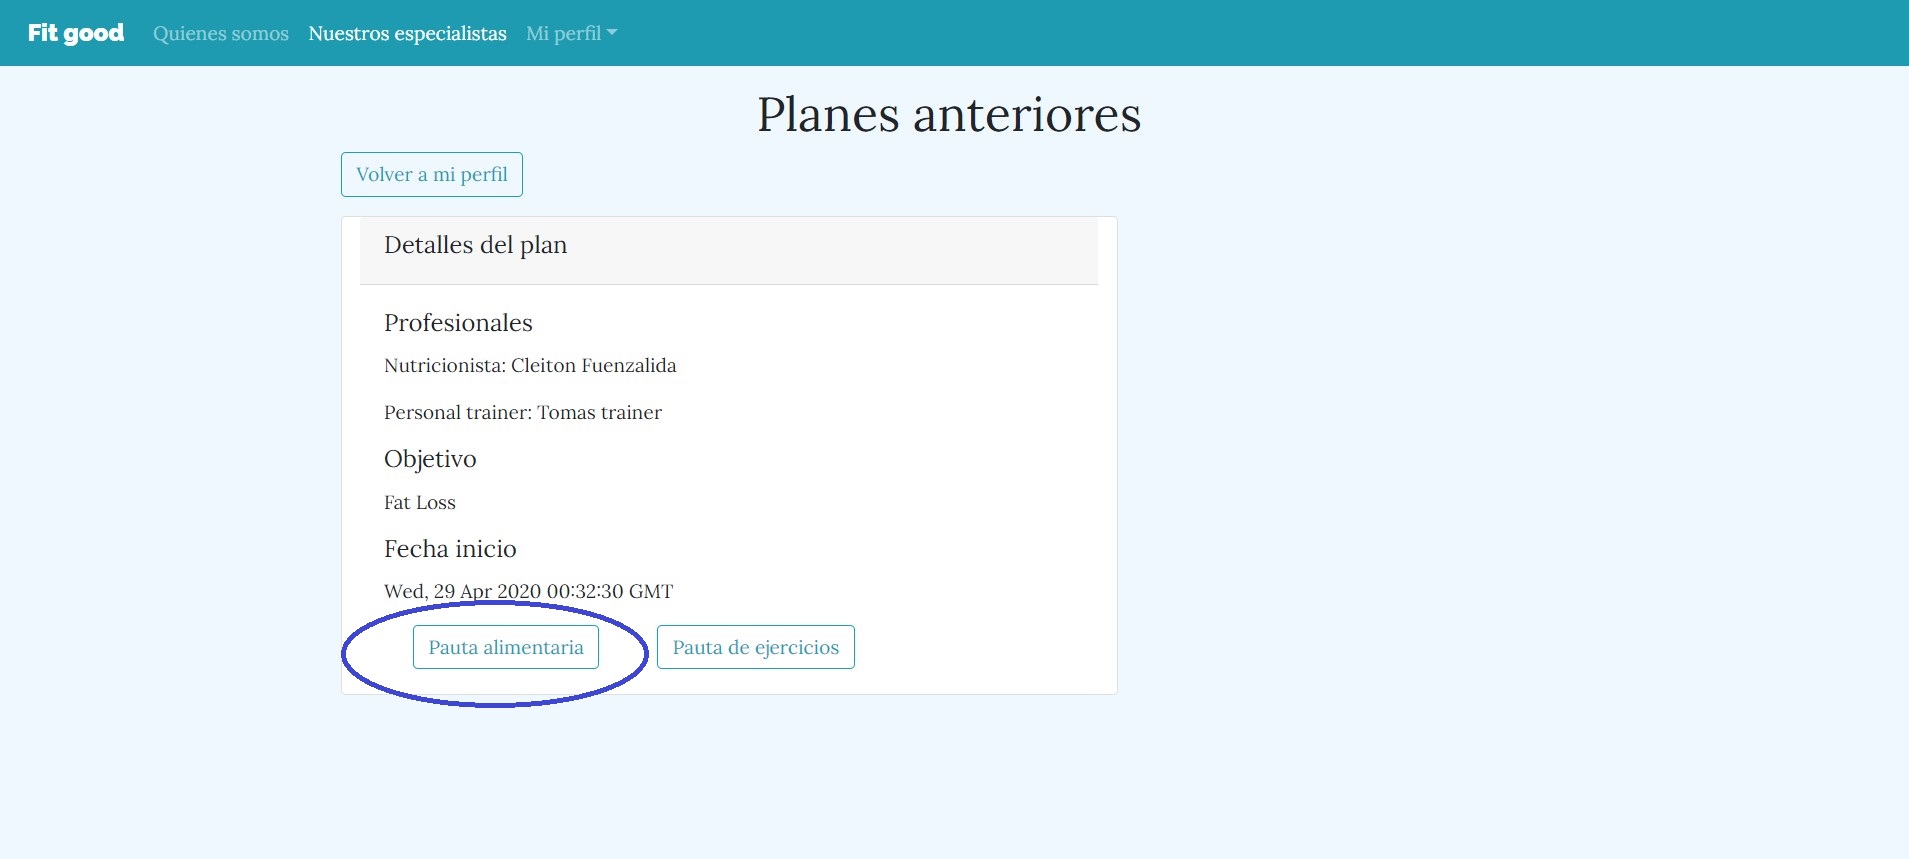 Fit good Quienes somos Nuestros especialistas Mi perfil
Planes anteriores
Volver a mi perfil
Detalles del plan
Profesionales
Nutricionista: Cleiton Fuenzalida
Personal trainer: Tomas trainer
Objetivo
Fat Loss
Fecha inicio
Wed, 29 Apr 2020 00:32:30 GMT
Pauta alimentaria Pauta de ejercicios